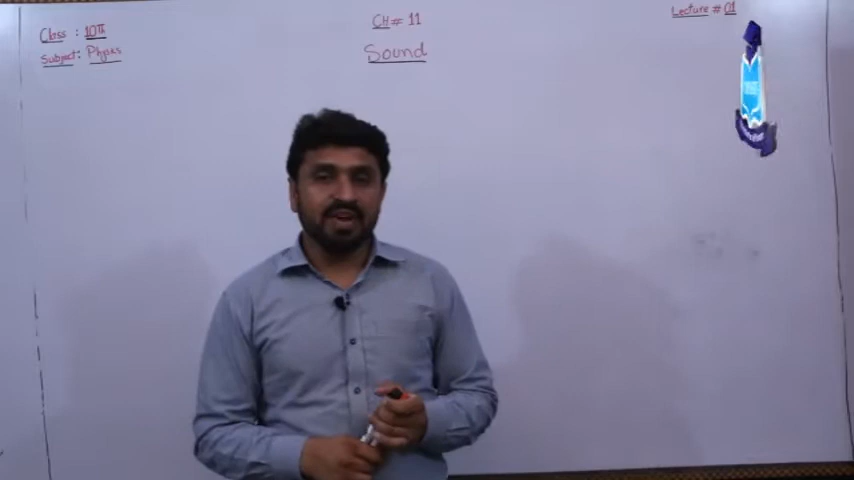 Class : 10Th
Subject: Physics
CH # 11
Sound
Lecture # 01